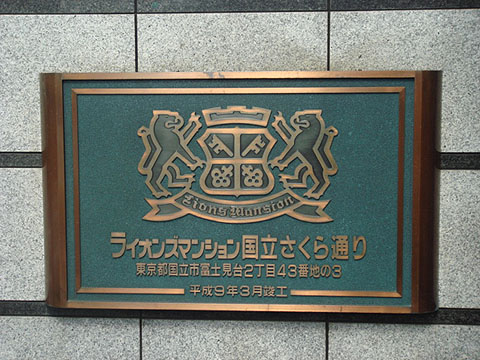 Lions Mansion
ライオンズマンション国立さくら通り
東京都国立市富士見台2丁目43番地の3
平成9年3月竣工